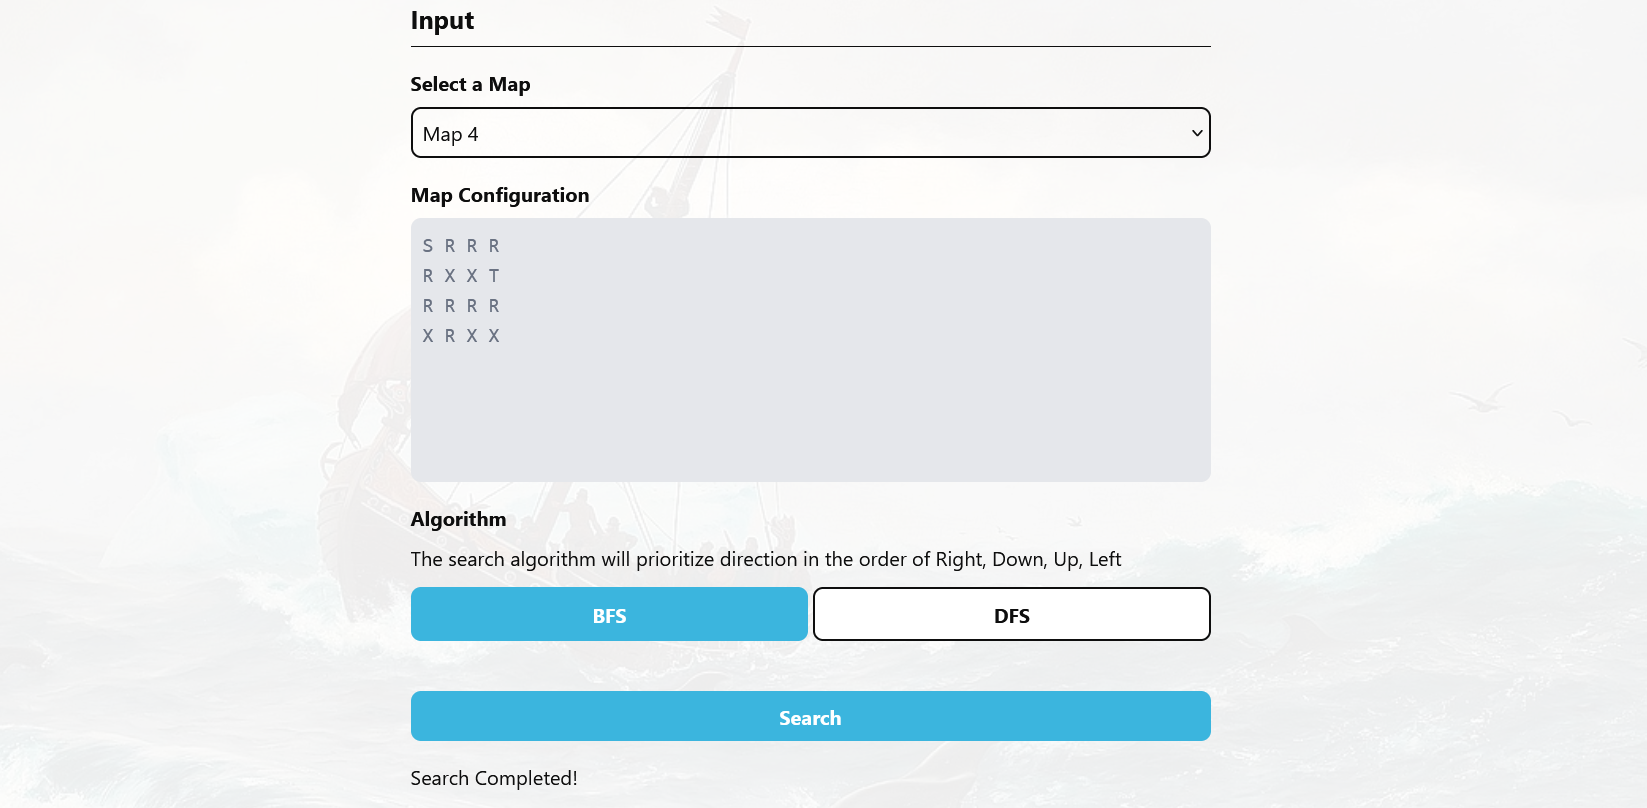 Input
Select a Map
Map 4
Map Configuration
S R R R
R X X T
R R R R
X R X X
Algorithm
The search algorithm will prioritize direction in the order of Right, Down, Up, Left
BFS DFS
Search
Search Completed!